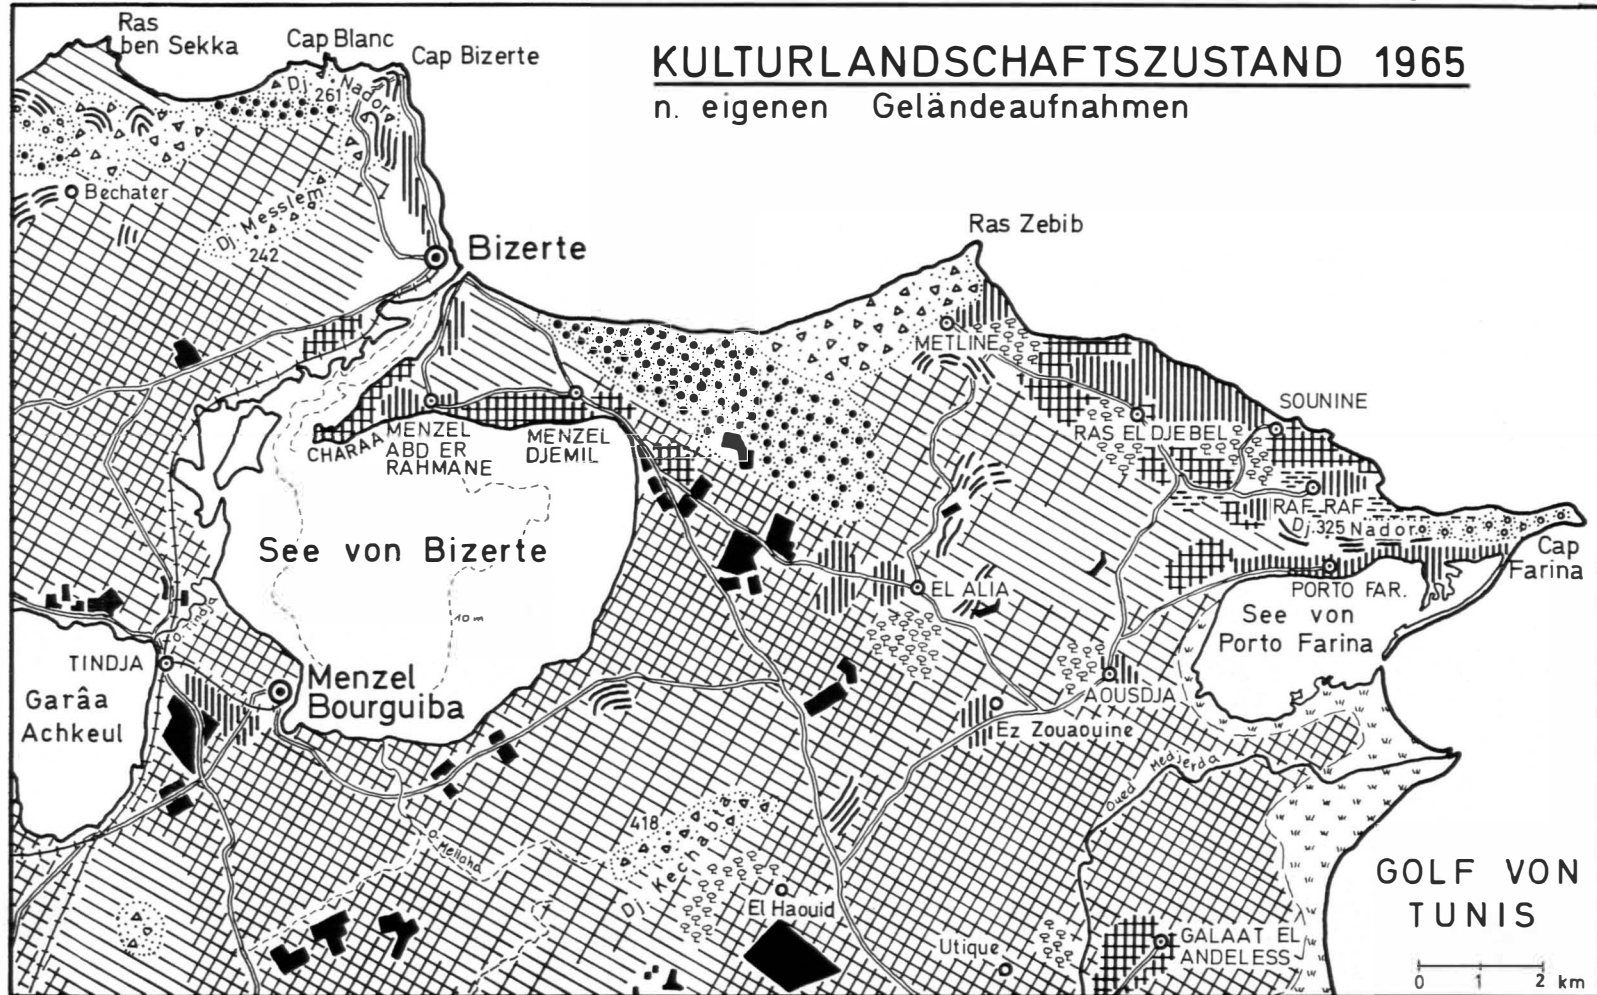 KULTURLANDSCHAFTSZUSTAND 1965
n. eigenen Geländeaufnahmen
Ras
ben Sekka
Cap Blanc
Cap Bizerte
Dj. Nador
261
Bechater
Dj. Messlem
242
Bizerte
Ras Zebib
METLINE
SOUNINE
RAS EL DJEBEL
CHARAA
MENZEL
ABD ER
RAHMANE
MENZEL
DJEMIL
RAF RAF
Dj. 325 Nador
Cap
Farina
See von Bizerte
10 m
EL ALIA
PORTO FAR.
See von
Porto Farina
O. Tindja
TINDJA
Garâa
Achkeul
Menzel
Bourguiba
AOUSDJA
Ez Zouaouine
Oued Medjerda
418
Dj. Kechabt
O. Mellaha
El Haouid
Utique
GALAAT EL
ANDELESS
GOLF VON
TUNIS
0 1 2 km